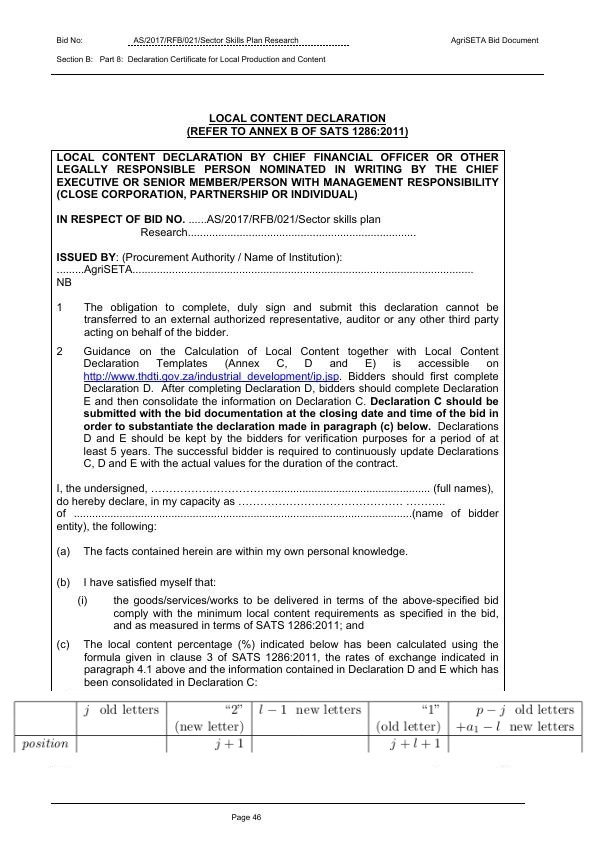 Bid No: AS/2017/RFB/021/Sector Skills Plan Research AgriSETA Bid Document
Section B: Part 8: Declaration Certificate for Local Production and Content
LOCAL CONTENT DECLARATION
(REFER TO ANNEX B OF SATS 1286:2011)
LOCAL CONTENT DECLARATION BY CHIEF FINANCIAL OFFICER OR OTHER
LEGALLY RESPONSIBLE PERSON NOMINATED IN WRITING BY THE CHIEF
EXECUTIVE OR SENIOR MEMBER/PERSON WITH MANAGEMENT RESPONSIBILITY
(CLOSE CORPORATION, PARTNERSHIP OR INDIVIDUAL)
IN RESPECT OF BID NO. ......AS/2017/RFB/021/Sector skills plan
Research...........................................................................
ISSUED BY: (Procurement Authority / Name of Institution):
.........AgriSETA................................................................................................................
NB
1 The obligation to complete, duly sign and submit this declaration cannot be
transferred to an external authorized representative, auditor or any other third party
acting on behalf of the bidder.
2 Guidance on the Calculation of Local Content together with Local Content
Declaration Templates (Annex C, D and E) is accessible on
http://www.thdti.gov.za/industrial_development/ip.jsp. Bidders should first complete
Declaration D. After completing Declaration D, bidders should complete Declaration
E and then consolidate the information on Declaration C. Declaration C should be
submitted with the bid documentation at the closing date and time of the bid in
order to substantiate the declaration made in paragraph (c) below. Declarations
D and E should be kept by the bidders for verification purposes for a period of at
least 5 years. The successful bidder is required to continuously update Declarations
C, D and E with the actual values for the duration of the contract.
I, the undersigned, …………………………….................................................... (full names),
do hereby declare, in my capacity as ……………………………………… ………..
of ...............................................................................................................(name of bidder
entity), the following:
(a) The facts contained herein are within my own personal knowledge.
(b) I have satisfied myself that:
(i) the goods/services/works to be delivered in terms of the above-specified bid
comply with the minimum local content requirements as specified in the bid,
and as measured in terms of SATS 1286:2011; and
(c) The local content percentage (%) indicated below has been calculated using the
formula given in clause 3 of SATS 1286:2011, the rates of exchange indicated in
paragraph 4.1 above and the information contained in Declaration D and E which has
been consolidated in Declaration C:
j old letters “2” l − 1 new letters “1” p − j old letters
(new letter) (old letter) +a₁ − l new letters
position j + 1 j + l + 1
Page 46